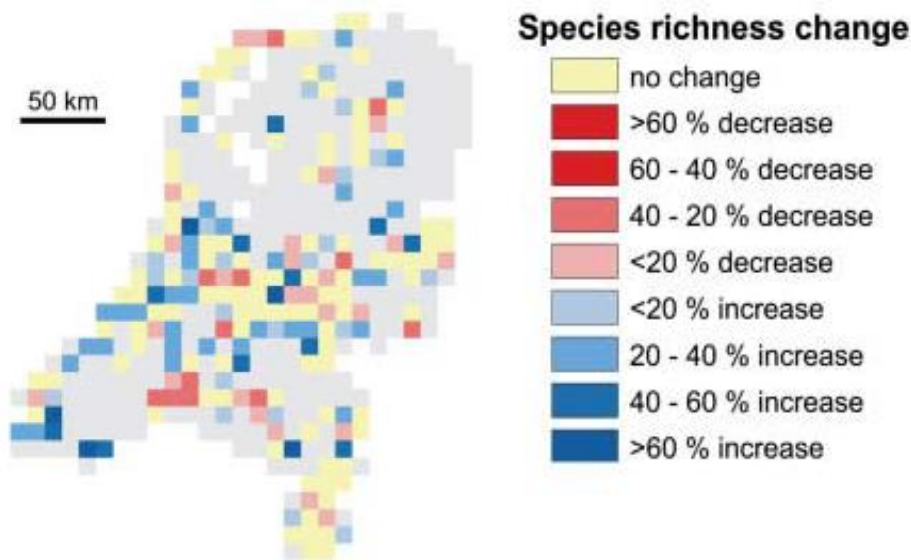 Species richness change
no change
>60 % decrease
60 - 40 % decrease
40 - 20 % decrease
<20 % decrease
<20 % increase
20 - 40 % increase
40 - 60 % increase
>60 % increase
50 km